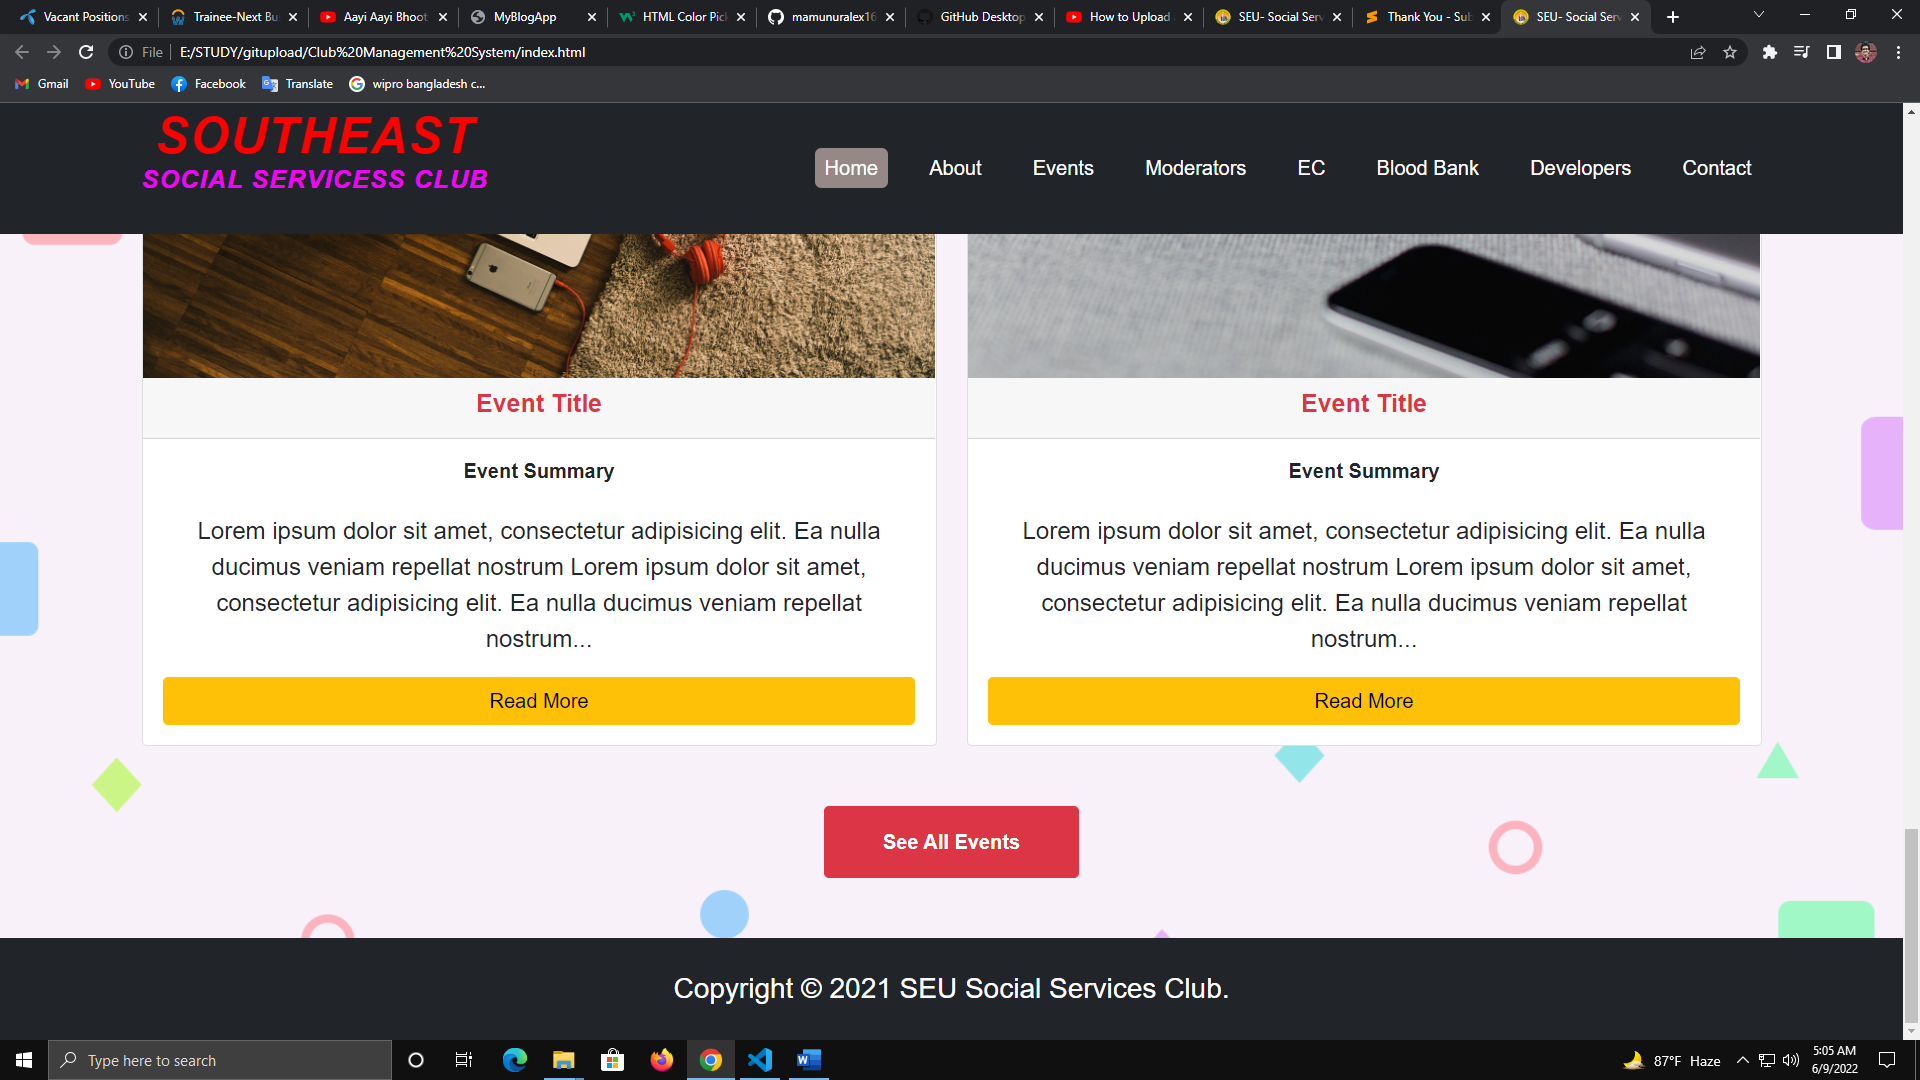 Vacant Positions
Trainee-Next Bu
Aayi Aayi Bhoot
MyBlogApp
HTML Color Pic
mamunuralex16
GitHub Desktop
How to Upload
SEU- Social Serv
Thank You - Sub
SEU- Social Serv
File
E:/STUDY/gitupload/Club%20Management%20System/index.html
Gmail
YouTube
Facebook
Translate
wipro bangladesh c...
SOUTHEAST
SOCIAL SERVICESS CLUB
Home
About
Events
Moderators
EC
Blood Bank
Developers
Contact
Event Title
Event Summary
Lorem ipsum dolor sit amet, consectetur adipisicing elit. Ea nulla
ducimus veniam repellat nostrum Lorem ipsum dolor sit amet,
consectetur adipisicing elit. Ea nulla ducimus veniam repellat
nostrum...
Read More
Event Title
Event Summary
Lorem ipsum dolor sit amet, consectetur adipisicing elit. Ea nulla
ducimus veniam repellat nostrum Lorem ipsum dolor sit amet,
consectetur adipisicing elit. Ea nulla ducimus veniam repellat
nostrum...
Read More
See All Events
Copyright © 2021 SEU Social Services Club.
Type here to search
87°F Haze
5:05 AM
6/9/2022